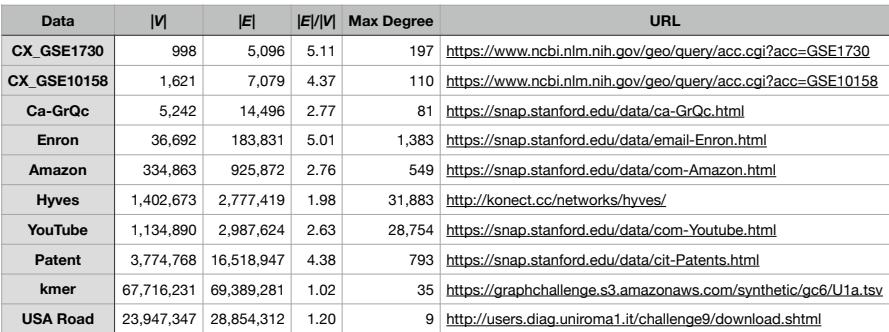 Data |V| |E| |E|/|V| Max Degree URL
CX_GSE1730 998 5,096 5.11 197 https://www.ncbi.nlm.nih.gov/geo/query/acc.cgi?acc=GSE1730
CX_GSE10158 1,621 7,079 4.37 110 https://www.ncbi.nlm.nih.gov/geo/query/acc.cgi?acc=GSE10158
Ca-GrQc 5,242 14,496 2.77 81 https://snap.stanford.edu/data/ca-GrQc.html
Enron 36,692 183,831 5.01 1,383 https://snap.stanford.edu/data/email-Enron.html
Amazon 334,863 925,872 2.76 549 https://snap.stanford.edu/data/com-Amazon.html
Hyves 1,402,673 2,777,419 1.98 31,883 http://konect.cc/networks/hyves/
YouTube 1,134,890 2,987,624 2.63 28,754 https://snap.stanford.edu/data/com-Youtube.html
Patent 3,774,768 16,518,947 4.38 793 https://snap.stanford.edu/data/cit-Patents.html
kmer 67,716,231 69,389,281 1.02 35 https://graphchallenge.s3.amazonaws.com/synthetic/gc6/U1a.tsv
USA Road 23,947,347 28,854,312 1.20 9 http://users.diag.uniroma1.it/challenge9/download.shtml